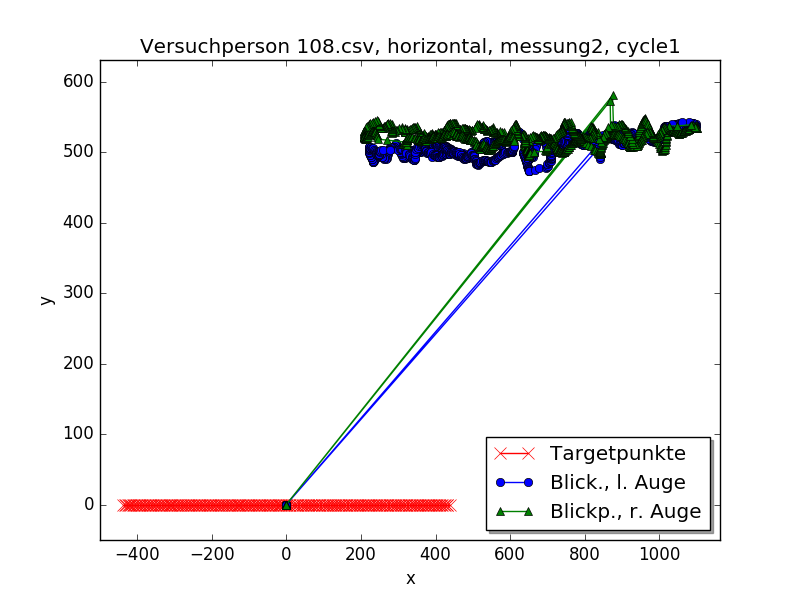 Versuchperson 108.csv, horizontal, messung2, cycle1
y
600
500
400
300
200
100
0
−400
−200
0
200
400
600
800
1000
x
Targetpunkte
Blick., l. Auge
Blickp., r. Auge